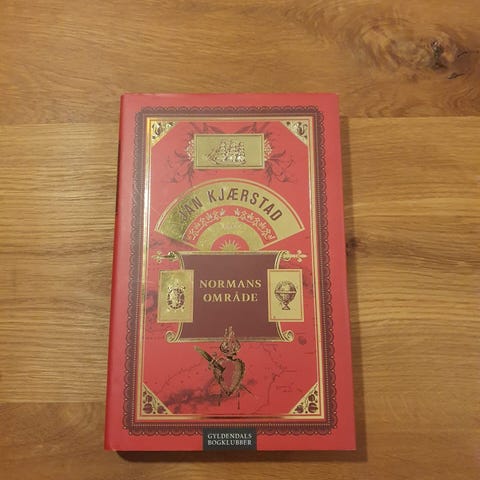 JAN KJÆRSTAD
NORMANS
OMRÅDE
GYLDENDALS
BOGKLUBBER